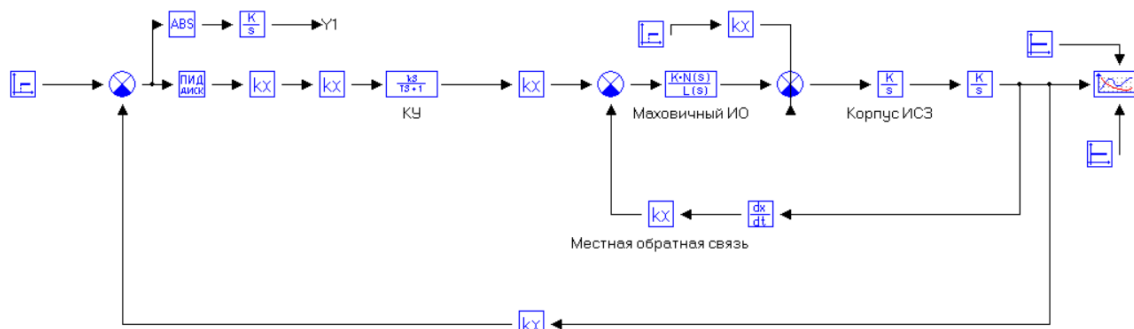 ABS
K
s
Y1
kx
ПИД
ДИСК
kx
kx
kS
TS + 1
kx
K·N(s)
L(s)
K
s
K
s
КУ
Маховичный ИО
Корпус ИСЗ
kx
dx
dt
Местная обратная связь
kx